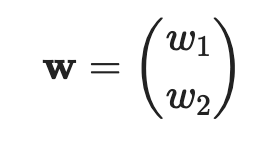 w = (w₁
w₂)